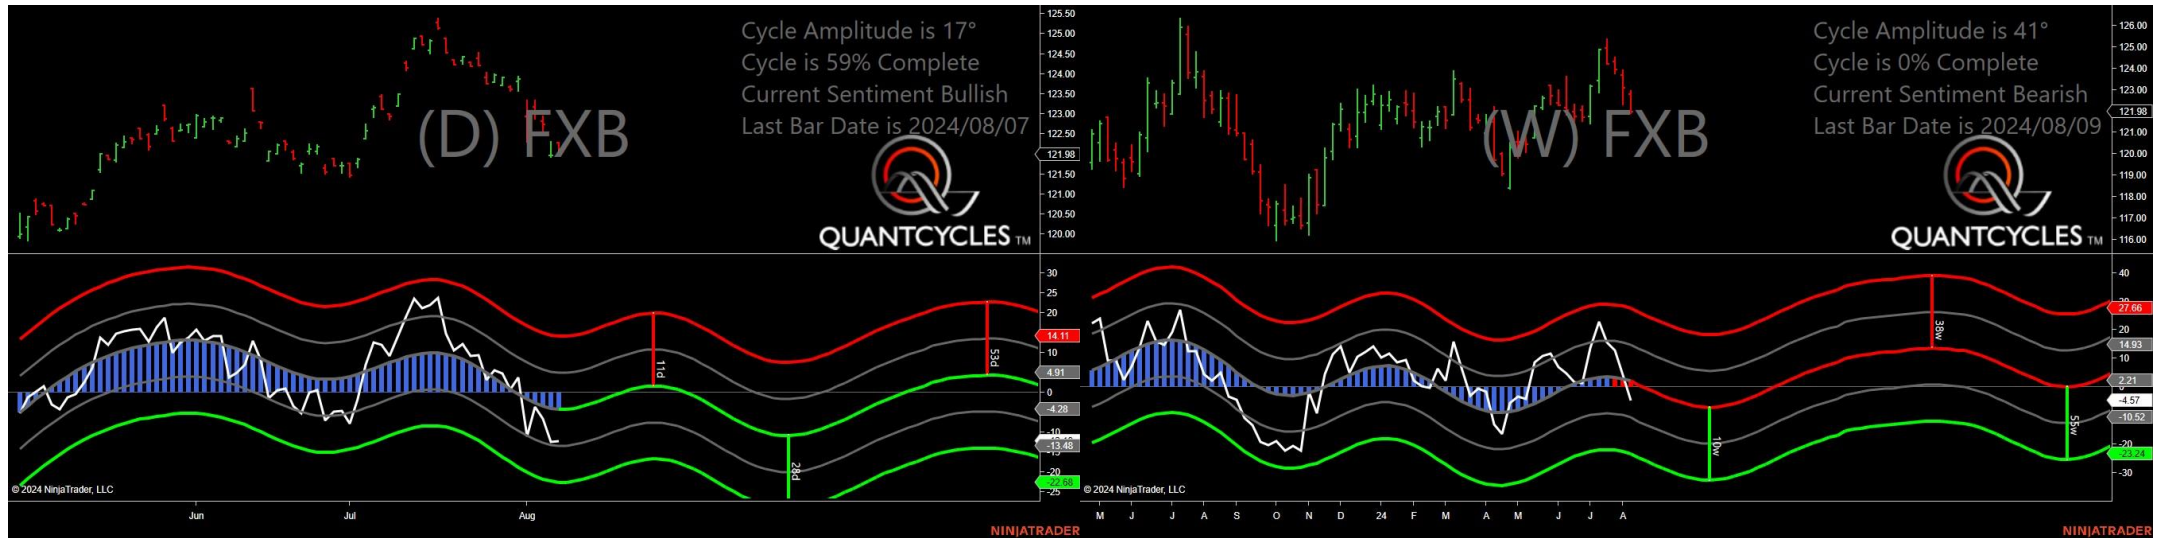 Cycle Amplitude is 17°
Cycle is 59% Complete
Current Sentiment Bullish
Last Bar Date is 2024/08/07
(D) FXB
QUANTCYCLES TM
125.50
125.00
124.50
124.00
123.50
123.00
122.50
121.98
121.50
121.00
120.50
120.00
30
25
20
14.11
10
4.91
0
-4.28
-10
-13.48
-15
-20
-22.68
-25
11d
28d
53d
© 2024 NinjaTrader, LLC
Jun
Jul
Aug
NINJATRADER
Cycle Amplitude is 41°
Cycle is 0% Complete
Current Sentiment Bearish
Last Bar Date is 2024/08/09
(W) FXB
QUANTCYCLES TM
126.00
125.00
124.00
123.00
121.98
121.00
120.00
119.00
118.00
117.00
116.00
40
27.66
20
14.93
10
2.21
-4.57
-10.52
-20
-23.24
-30
10w
38w
55w
© 2024 NinjaTrader, LLC
M J J A S O N D 24 F M A M J J A
NINJATRADER